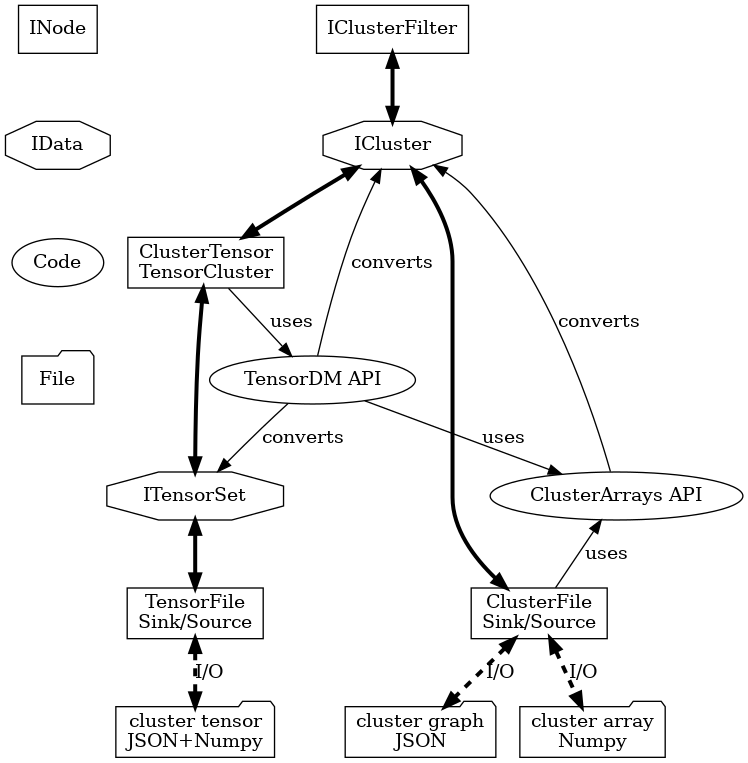 INode
IClusterFilter
IData
ICluster
Code
ClusterTensor
TensorCluster
converts
uses
converts
File
TensorDM API
converts
uses
ITensorSet
ClusterArrays API
uses
TensorFile
Sink/Source
ClusterFile
Sink/Source
I/O
I/O
I/O
cluster tensor
JSON+Numpy
cluster graph
JSON
cluster array
Numpy